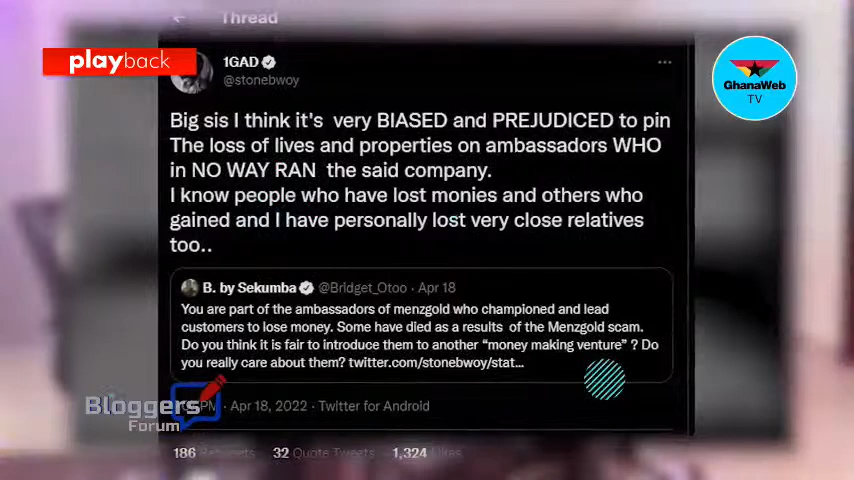 Thread
playback
1GAD
@stonebwoy
GhanaWeb
TV
Big sis I think it's very BIASED and PREJUDICED to pin
The loss of lives and properties on ambassadors WHO
in NO WAY RAN the said company.
I know people who have lost monies and others who
gained and I have personally lost very close relatives
too..
B. by Sekumba @Bridget_Otoo · Apr 18
You are part of the ambassadors of menzgold who championed and lead
customers to lose money. Some have died as a results of the Menzgold scam.
Do you think it is fair to introduce them to another “money making venture” ? Do
you really care about them? twitter.com/stonebwoy/stat...
PM · Apr 18, 2022 · Twitter for Android
Bloggers
Forum
186 Retweets 32 Quote Tweets 1,324 Likes